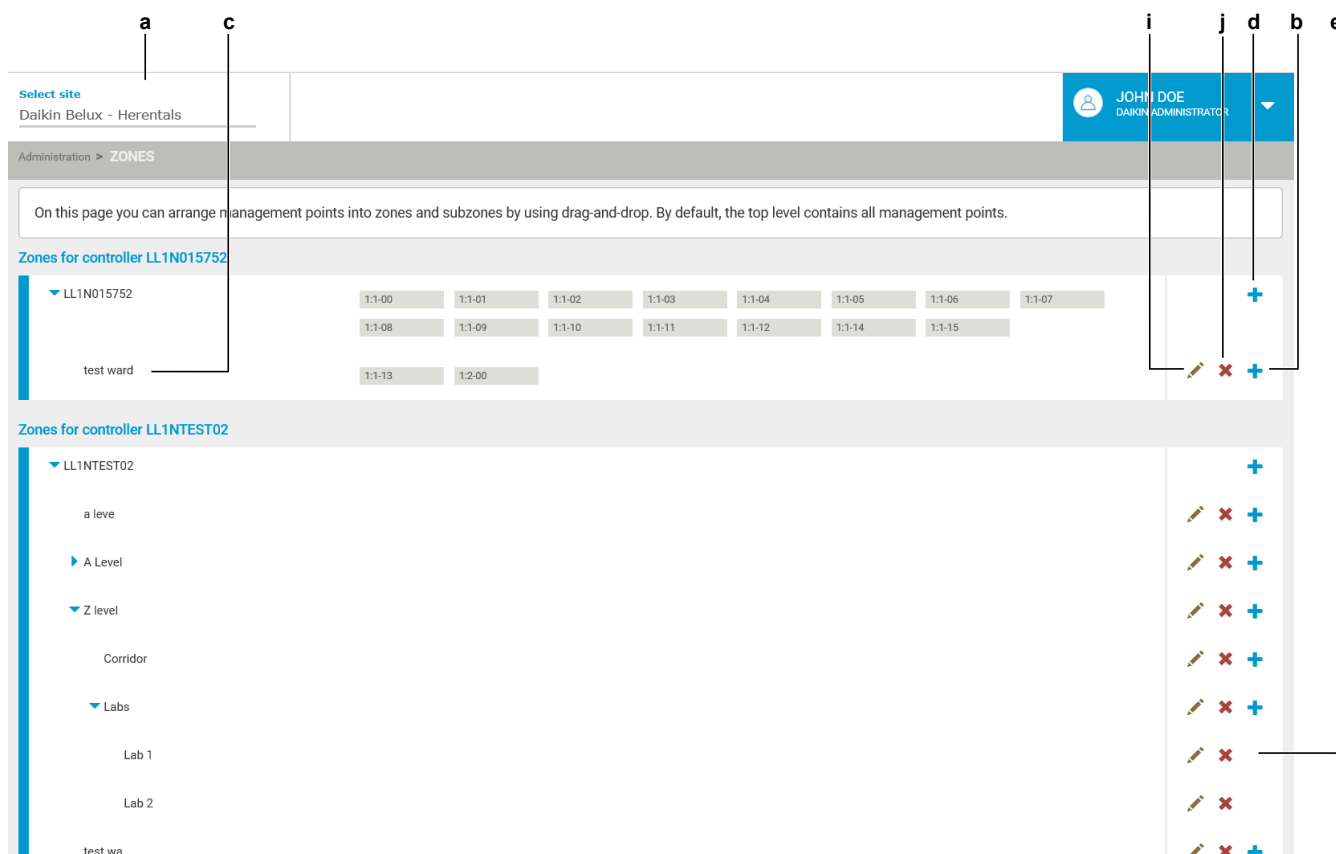 a c i j d b e
Select site
Daikin Belux - Herentals
JOHN DOE
DAIKIN ADMINISTRATOR
Administration > ZONES
On this page you can arrange management points into zones and subzones by using drag-and-drop. By default, the top level contains all management points.
Zones for controller LL1N015752
LL1N015752
1:1-00 1:1-01 1:1-02 1:1-03 1:1-04 1:1-05 1:1-06 1:1-07
1:1-08 1:1-09 1:1-10 1:1-11 1:1-12 1:1-14 1:1-15
test ward
1:1-13 1:2-00
Zones for controller LL1NTEST02
LL1NTEST02
a leve
A Level
Z level
Corridor
Labs
Lab 1
Lab 2
test wa